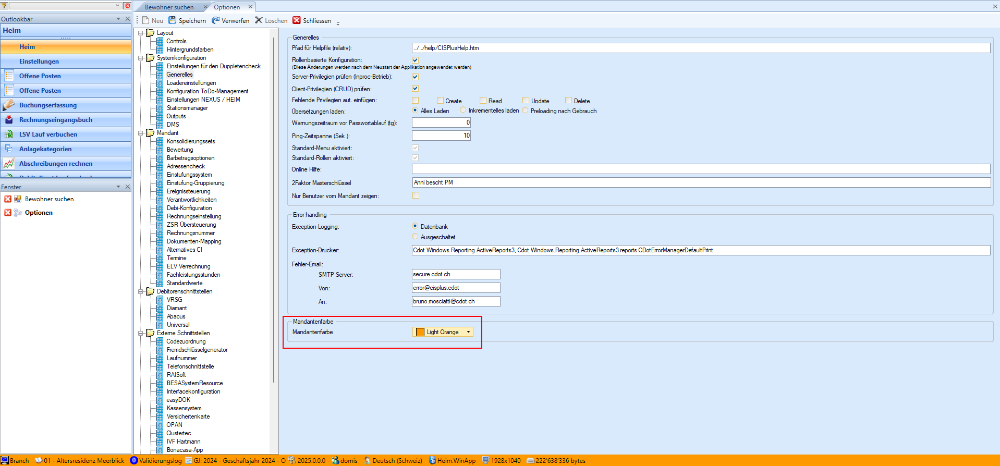 Bewohner suchen
Optionen
Outlookbar
Heim
Heim
Einstellungen
Offene Posten
Offene Posten
Buchungserfassung
Rechnungseingangsbuch
LSV Lauf verbuchen
Anlagekategorien
Abschreibungen rechnen
Fenster
Bewohner suchen
Optionen
Neu Speichern Verwerfen Löschen Schliessen
Layout
Controls
Hintergrundsfarben
Systemkonfiguration
Einstellungen für den Duppletencheck
Generelles
Loadereinstellungen
Konfiguration ToDo-Management
Einstellungen NEXUS / HEIM
Stationsmanager
Outputs
DMS
Mandant
Konsolidierungssets
Bewertung
Barbetragsoptionen
Adressencheck
Einstufungssystem
Einstufung-Gruppierung
Ereignissteuerung
Verantwortlichkeiten
Debi-Konfiguration
Rechnungseinstellung
ZSR Übersteuerung
Rechnungsnummer
Dokumenten-Mapping
Alternatives CI
Termine
ELV Verrechnung
Fachleistungsstunden
Standardwerte
Debitorenschnittstellen
VRSG
Diamant
Abacus
Universal
Externe Schnittstellen
Codezuordnung
Fremdschlüsselgenerator
Laufnummer
Telefonschnittstelle
RAISoft
BESASystemResource
Interfacekonfiguration
easyDOK
Kassensystem
Versichertenkarte
OPAN
Clustertec
IVF Hartmann
Bonacasa-App
Generelles
Pfad für Helpfile (relativ): ../../help/CISPlusHelp.htm
Rollenbasierte Konfiguration:
(Diese Änderungen werden nach dem Neustart der Applikation angewendet werden)
Server-Privilegien prüfen (Inproc-Betrieb):
Client-Privilegien (CRUD) prüfen:
Fehlende Privilegien aut. einfügen: Create Read Update Delete
Übersetzungen laden: Alles Laden Inkrementelles laden Preloading nach Gebrauch
Warnungszeitraum vor Passwortablauf (tg): 0
Ping-Zeitspanne (Sek.): 10
Standard-Menu aktiviert:
Standard-Rollen aktiviert:
Online Hilfe:
2Faktor Masterschlüssel Anni bescht PM
Nur Benutzer vom Mandant zeigen:
Error handling
Exception-Logging: Datenbank
Ausgeschaltet
Exception-Drucker: Cdot.Windows.Reporting.ActiveReports3, Cdot.Windows.Reporting.ActiveReports3.reports.CDotErrorManagerDefaultPrint
Fehler-Email:
SMTP Server: secure.cdot.ch
Von: error@cisplus.cdot
An: bruno.mosciatti@cdot.ch
Mandantenfarbe
Mandantenfarbe Light Orange
Branch 01 - Altersresidenz Meerblick 0 Validierungslog GJ: 2024 - Geschäftsjahr 2024 - O 2025.0.0.0 domis Deutsch (Schweiz) Heim.WinApp 1928x1040 222'638'336 bytes